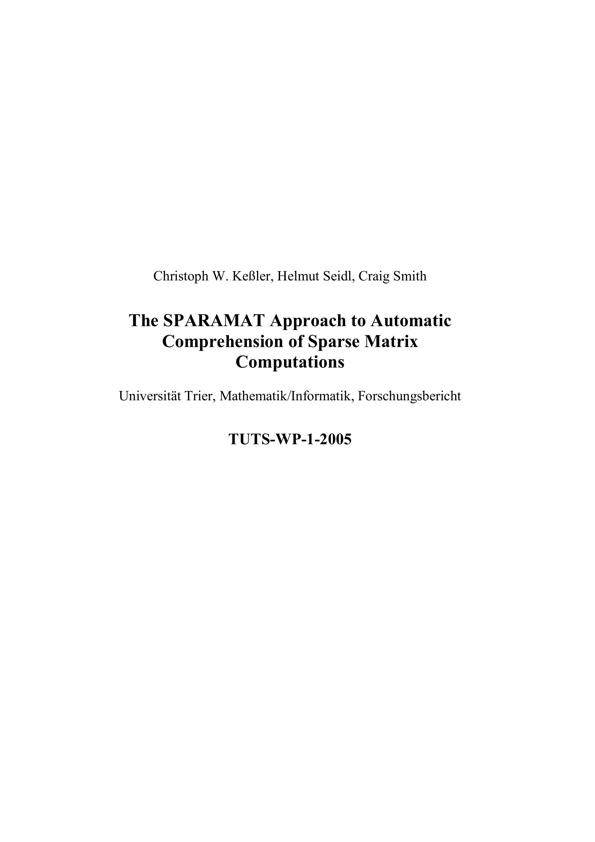 Christoph W. Keßler, Helmut Seidl, Craig Smith
The SPARAMAT Approach to Automatic
Comprehension of Sparse Matrix
Computations
Universität Trier, Mathematik/Informatik, Forschungsbericht
TUTS-WP-1-2005